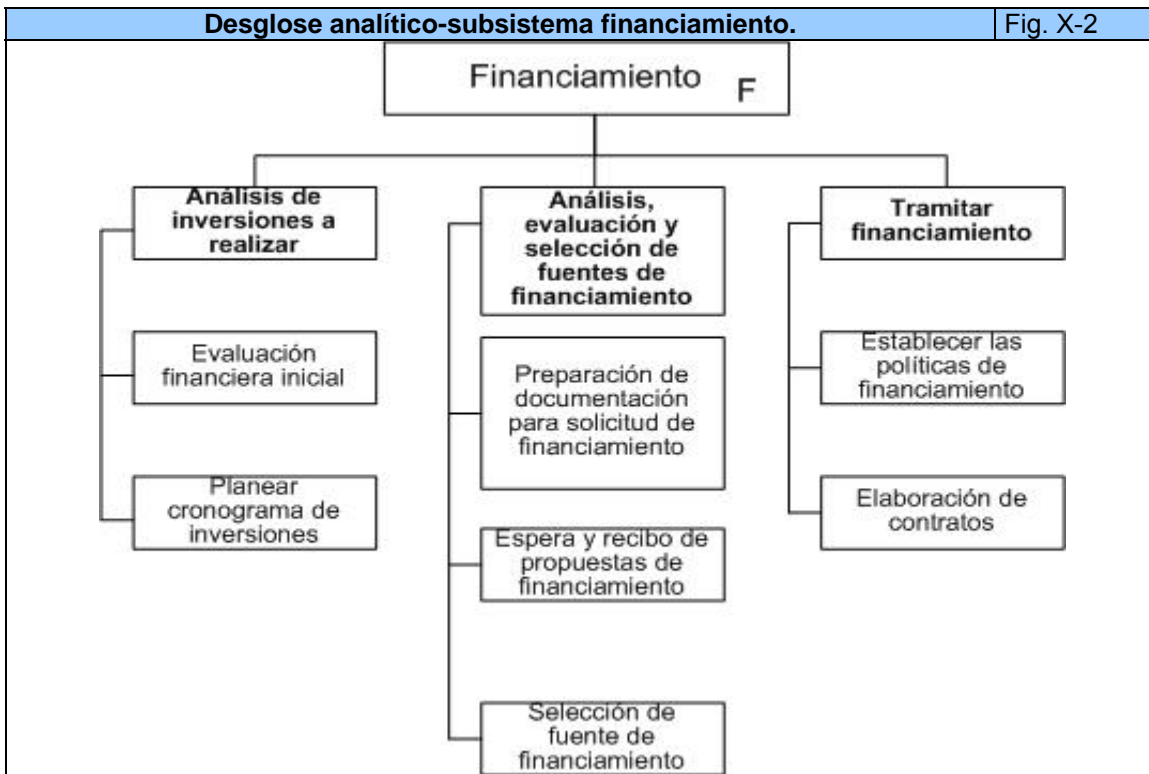 Desglose analítico-subsistema financiamiento.
Fig. X-2
Financiamiento
F
Análisis de
inversiones a
realizar
Evaluación
financiera inicial
Planear
cronograma de
inversiones
Análisis,
evaluación y
selección de
fuentes de
financiamiento
Preparación de
documentación
para solicitud de
financiamiento
Espera y recibo de
propuestas de
financiamiento
Selección de
fuente de
financiamiento
Tramitar
financiamiento
Establecer las
políticas de
financiamiento
Elaboración de
contratos